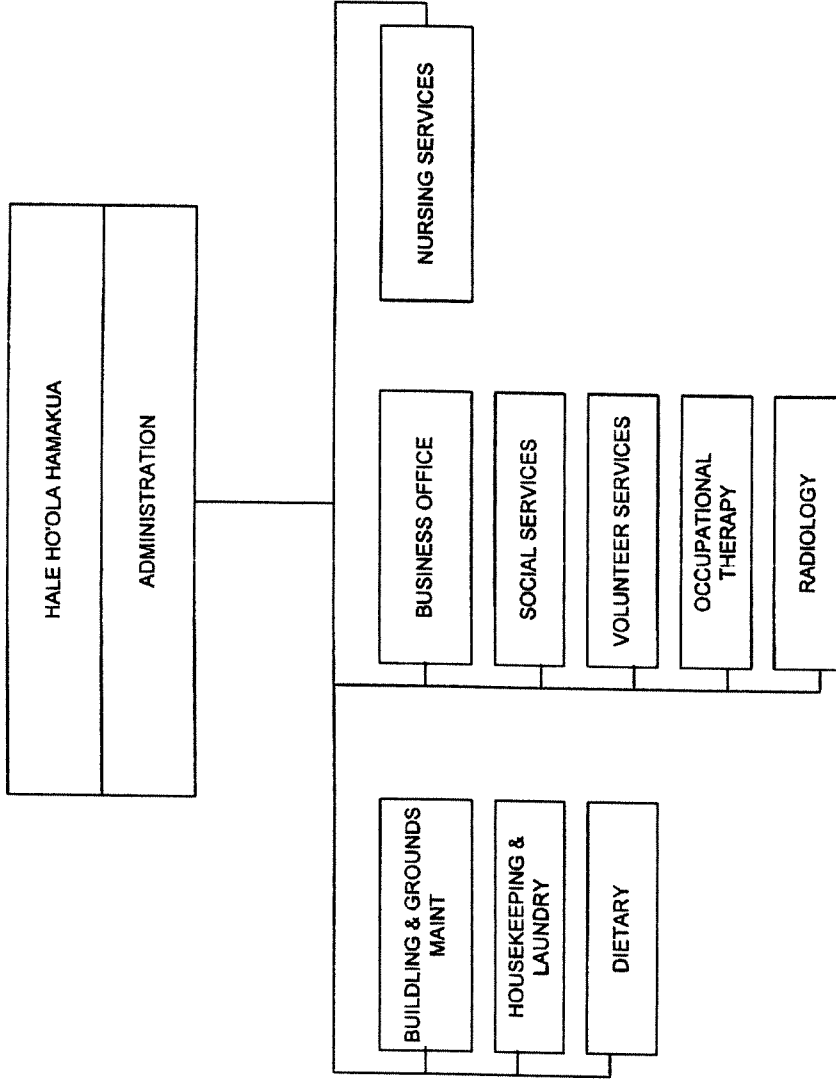 HALE HO'OLA HAMAKUA
ADMINISTRATION
BUILDLING & GROUNDS
MAINT
HOUSEKEEPING &
LAUNDRY
DIETARY
BUSINESS OFFICE
SOCIAL SERVICES
VOLUNTEER SERVICES
OCCUPATIONAL
THERAPY
RADIOLOGY
NURSING SERVICES